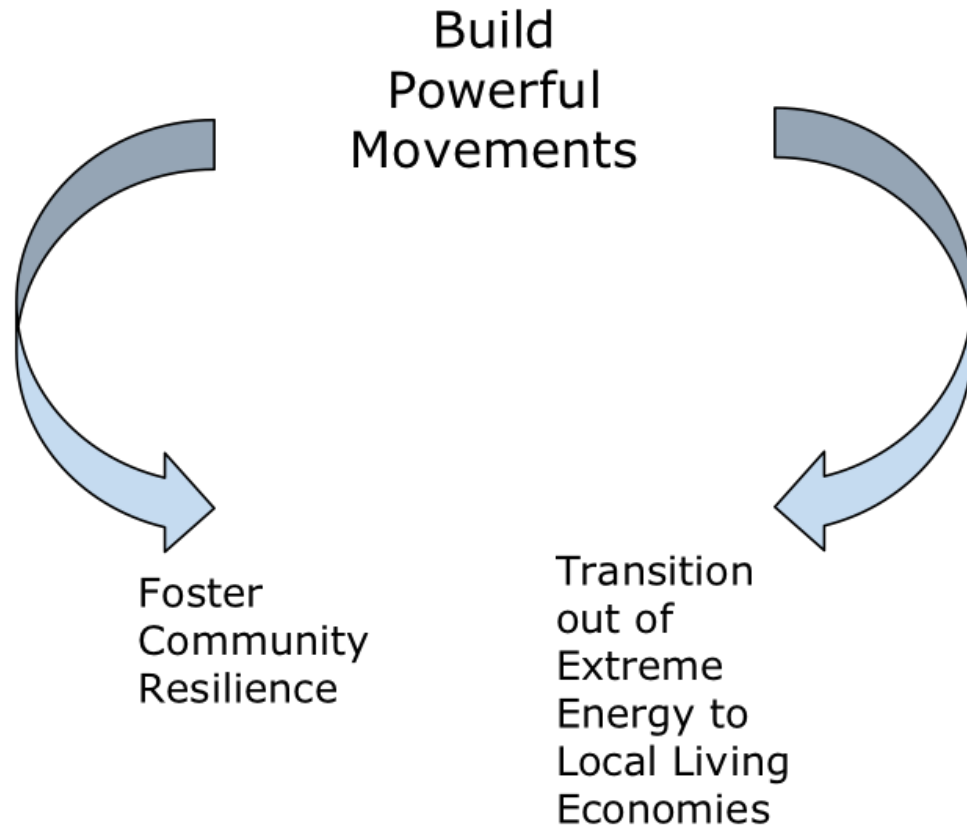 Build
Powerful
Movements
Foster
Community
Resilience
Transition
out of
Extreme
Energy to
Local Living
Economies